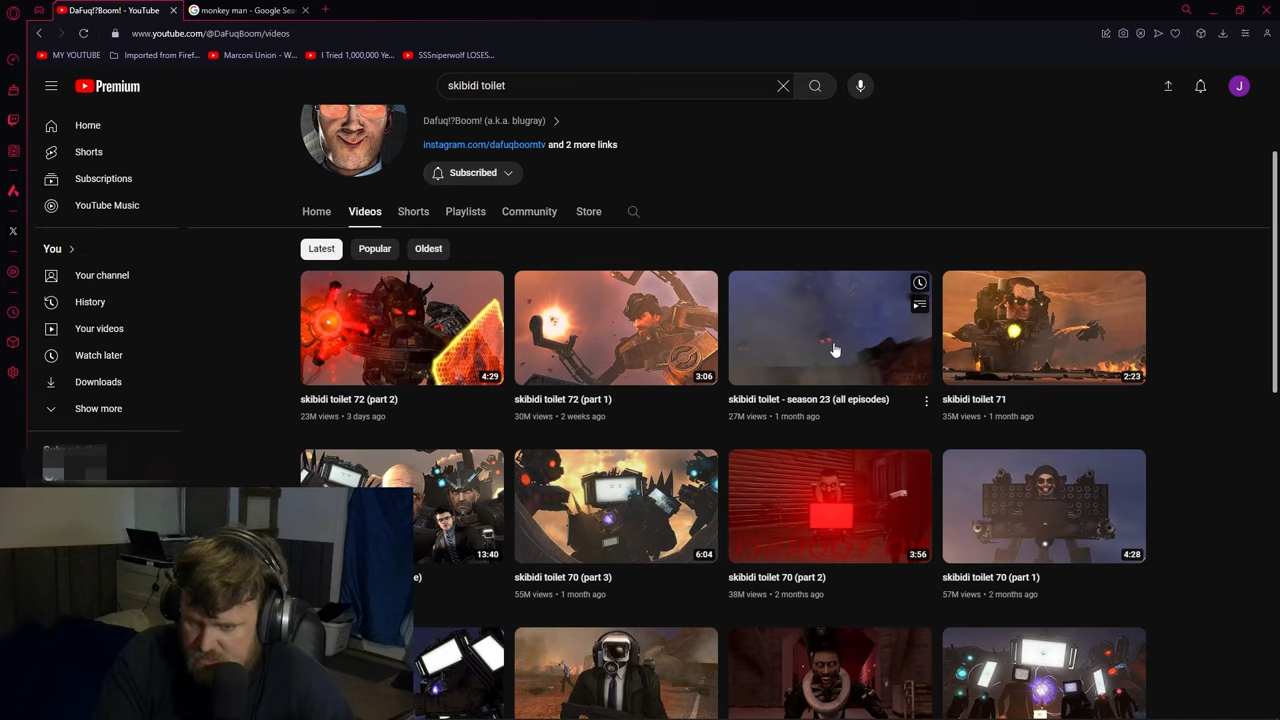 DaFuq!?Boom! - YouTube
monkey man - Google Sea
www.youtube.com/@DaFuqBoom/videos
MY YOUTUBE
Imported from Firef...
Marconi Union - W...
I Tried 1,000,000 Ye...
SSSniperwolf LOSES...
Premium
skibidi toilet
J
Home
Shorts
Subscriptions
YouTube Music
You
Your channel
History
Your videos
Watch later
Downloads
Show more
Dafuq!?Boom! (a.k.a. blugray)
instagram.com/dafuqboomtv and 2 more links
Subscribed
Home Videos Shorts Playlists Community Store
Latest Popular Oldest
4:29
3:06
2:23
skibidi toilet 72 (part 2)
23M views • 3 days ago
skibidi toilet 72 (part 1)
30M views • 2 weeks ago
skibidi toilet - season 23 (all episodes)
27M views • 1 month ago
skibidi toilet 71
35M views • 1 month ago
13:40
6:04
3:56
4:28
skibidi toilet 70 (part 3)
55M views • 1 month ago
skibidi toilet 70 (part 2)
38M views • 2 months ago
skibidi toilet 70 (part 1)
57M views • 2 months ago